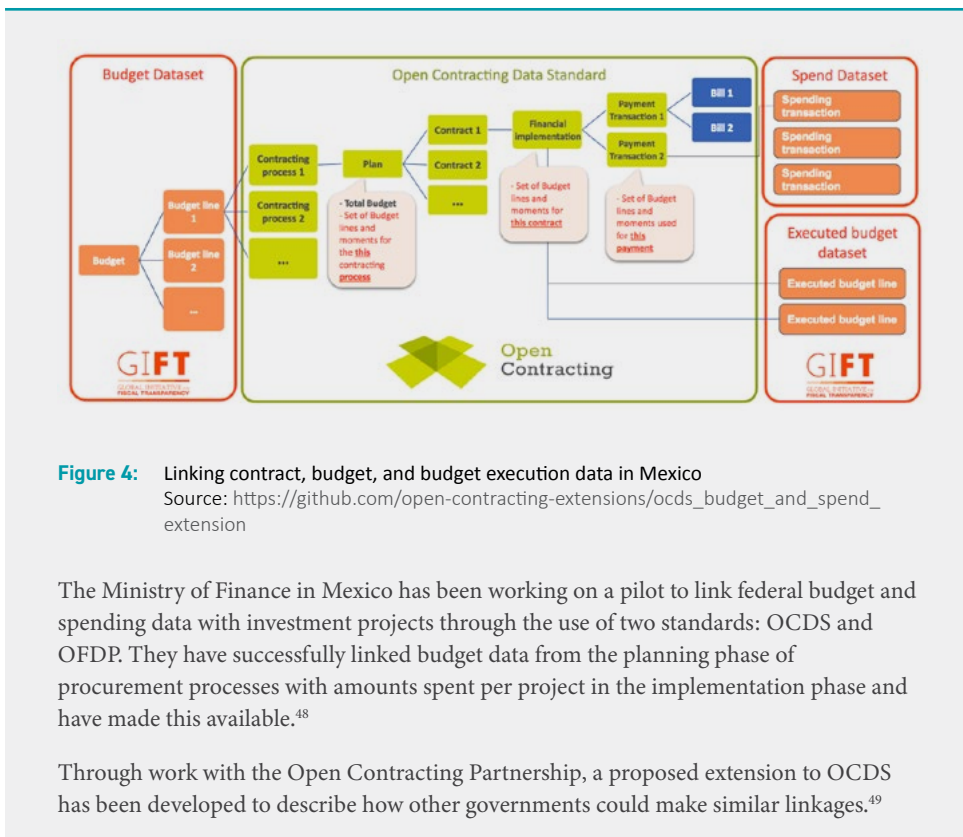 Budget Dataset
Open Contracting Data Standard
Spend Dataset
Budget
Budget line
1
Budget line
2
...
Contracting
process 1
Contracting
process 2
...
Plan
- Total Budget
- Set of Budget
lines and
moments for
the this
contracting
process
Contract 1
Contract 2
...
Financial
implementation
- Set of Budget
lines and
moments for
this contract
Payment
Transaction 1
Payment
Transaction 2
- Set of Budget
lines and
moments used
for this
payment
Bill 1
Bill 2
Spending
transaction
Spending
transaction
Spending
transaction
Executed budget
dataset
Executed budget line
Executed budget line
GIFT
GLOBAL INITIATIVE FOR
FISCAL TRANSPARENCY
Open
Contracting
GIFT
GLOBAL INITIATIVE FOR
FISCAL TRANSPARENCY
Figure 4: Linking contract, budget, and budget execution data in Mexico
Source: https://github.com/open-contracting-extensions/ocds_budget_and_spend_
extension
The Ministry of Finance in Mexico has been working on a pilot to link federal budget and
spending data with investment projects through the use of two standards: OCDS and
OFDP. They have successfully linked budget data from the planning phase of
procurement processes with amounts spent per project in the implementation phase and
have made this available.48
Through work with the Open Contracting Partnership, a proposed extension to OCDS
has been developed to describe how other governments could make similar linkages.49